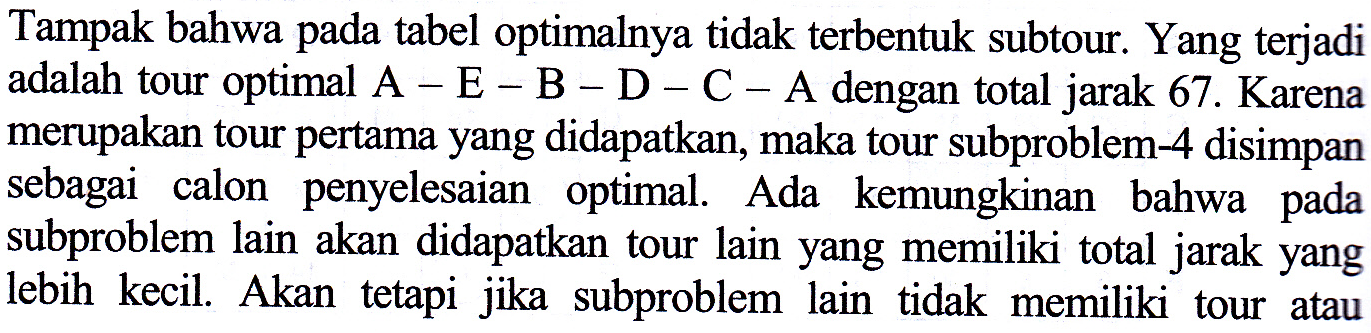 Tampak bahwa pada tabel optimalnya tidak terbentuk subtour. Yang terjadi
adalah tour optimal A – E – B – D – C – A dengan total jarak 67. Karena
merupakan tour pertama yang didapatkan, maka tour subproblem-4 disimpan
sebagai calon penyelesaian optimal. Ada kemungkinan bahwa pada
subproblem lain akan didapatkan tour lain yang memiliki total jarak yang
lebih kecil. Akan tetapi jika subproblem lain tidak memiliki tour atau